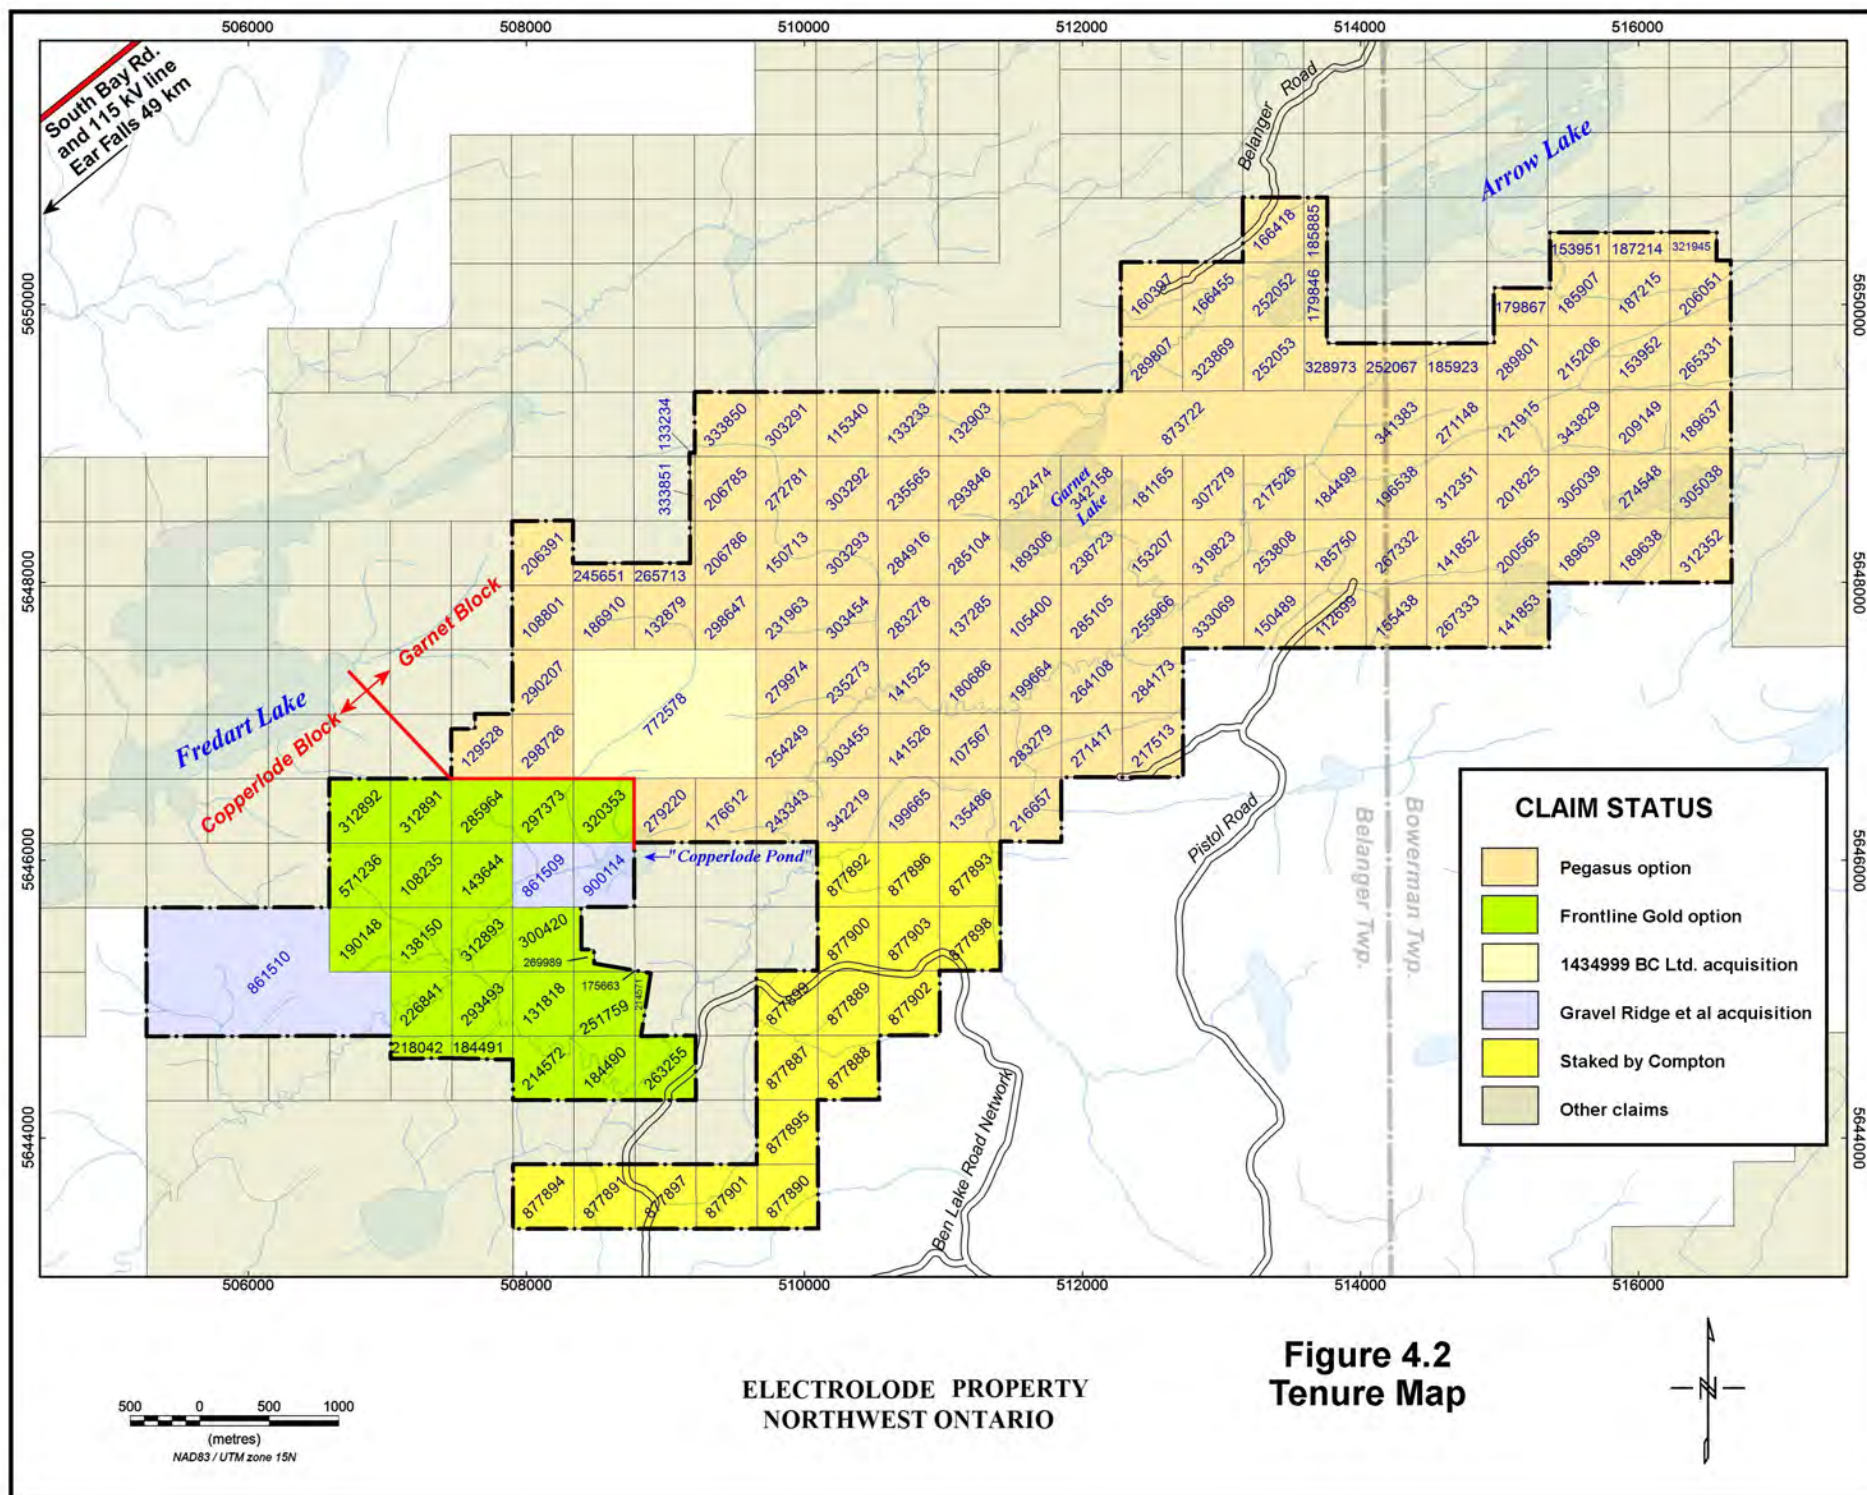 506000
508000
510000
512000
514000
516000
South Bay Rd.
and 115 kV line
Ear Falls 49 km
Belanger Road
Arrow Lake
166418
185885
153951 187214 321945
5650000
160397 166455 252052 179846
179867 185907 187215 206051
5650000
289807 323869 252053 328973 252067 185923 289801 215206 153952 265331
133234 333850 303291 115340 133233 132903 873722 341383 271148 121915 343829 209149 189637
333851 206785 272781 303292 235565 293846 322474 342158 181165 307279 217526 184499 196538 312351 201825 305039 274548 305038
Garnet
Lake
206391 245651 265713 206786 150713 303293 284916 285104 189306 238723 153207 319823 253808 185750 267332 141852 200565 189639 189638 312352
5648000
5648000
108801 186910 132879 298647 231963 303454 283278 137285 105400 285105 255966 333069 150489 112699 155438 267333 141853
Garnet Block
Copperlode Block
Fredart Lake
290207 772578 279974 235273 141525 180686 199664 264108 284173
129528 298726 254249 303455 141526 107567 283279 271417 217513
312892 312891 285964 297373 320353 279220 176612 243343 342219 199665 135486 216657
5646000
5646000
"Copperlode Pond"
571236 108235 143644 861509 900114 877892 877896 877893
190148 138150 312893 300420 877900 877903 877898
269989
861510
175663
214571
226841 293493 131818 251759 877899 877889 877902
218042 184491 214572 184490 263255 877887 877888
877895
5644000
5644000
877894 877891 877897 877901 877890
Pistol Road
Ben Lake Road Network
Belanger Twp.
Bowerman Twp.
CLAIM STATUS
Pegasus option
Frontline Gold option
1434999 BC Ltd. acquisition
Gravel Ridge et al acquisition
Staked by Compton
Other claims
506000
508000
510000
512000
514000
516000
500 0 500 1000
(metres)
NAD83 / UTM zone 15N
ELECTROLODE PROPERTY
NORTHWEST ONTARIO
Figure 4.2
Tenure Map
N